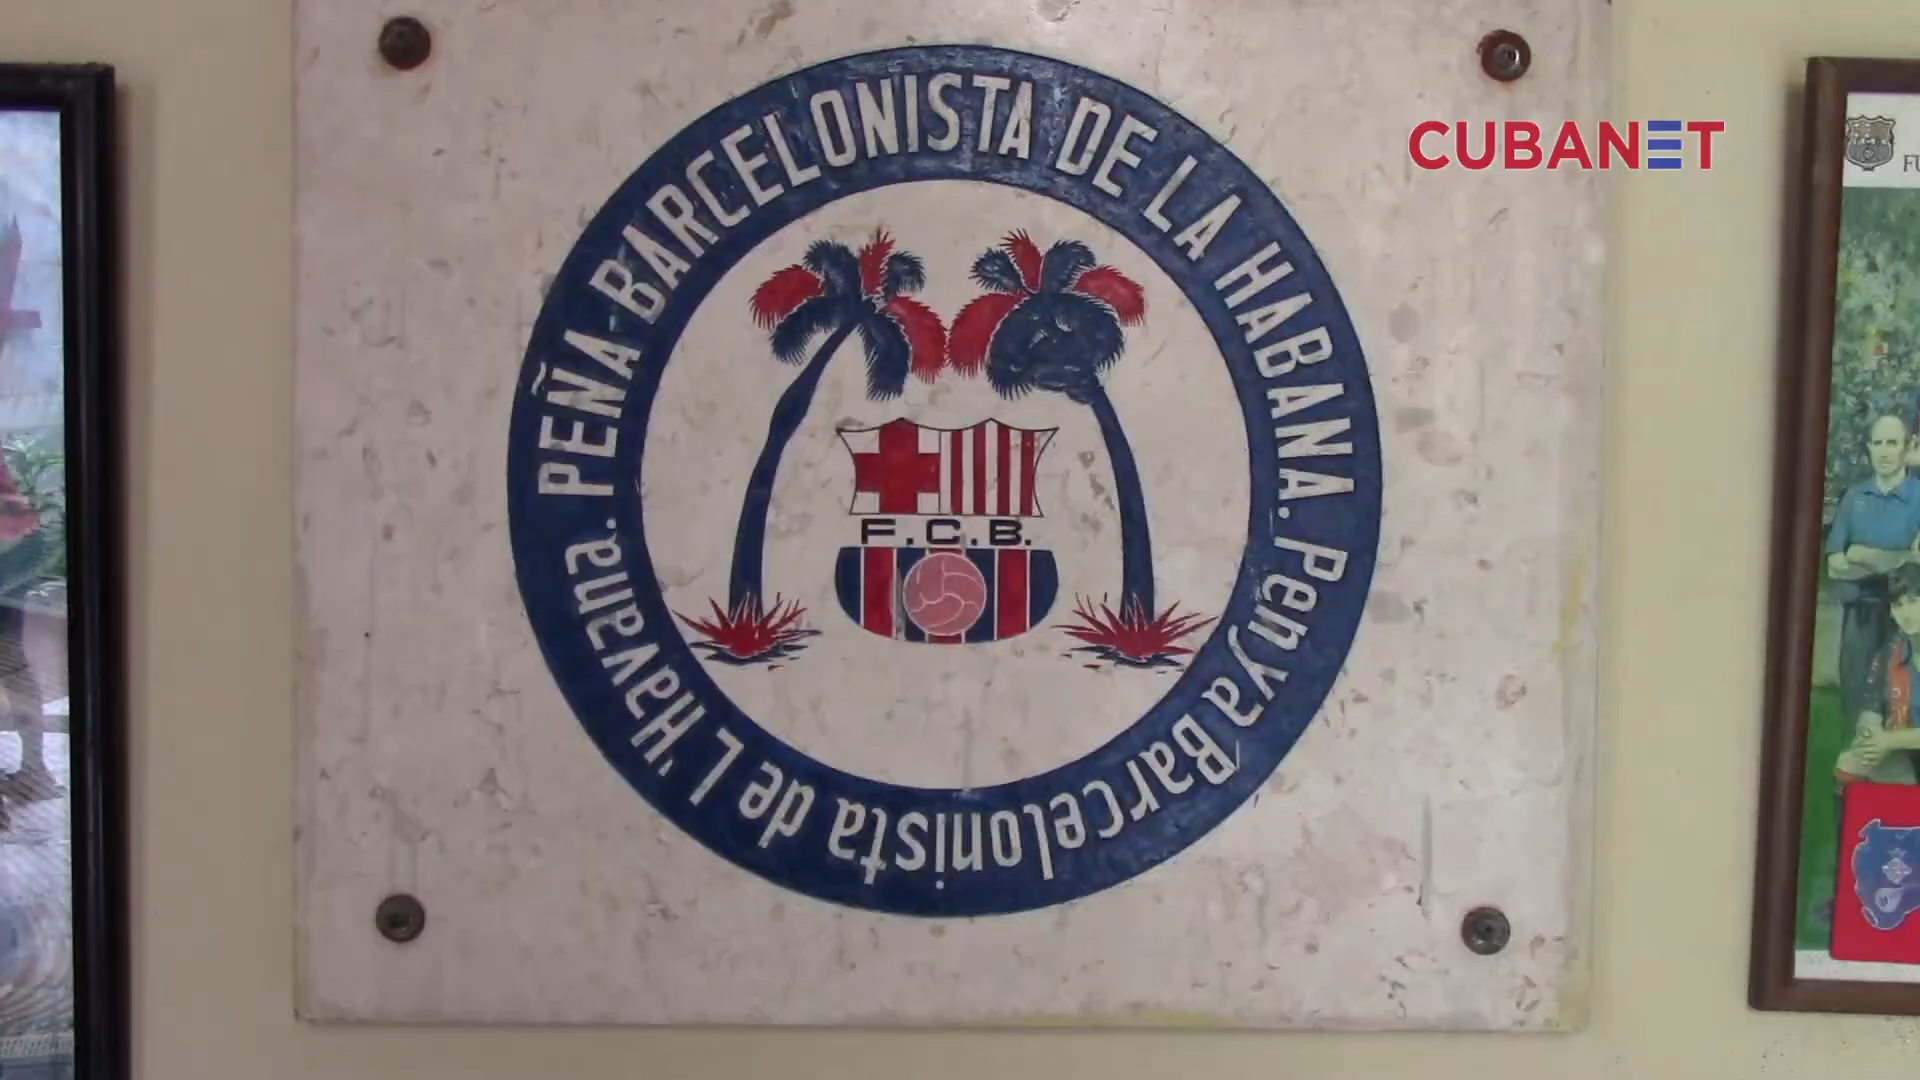 CUBANET
PEÑA BARCELONISTA DE LA HABANA.
Penya Barcelonista de L'Havana.
F.C.B.